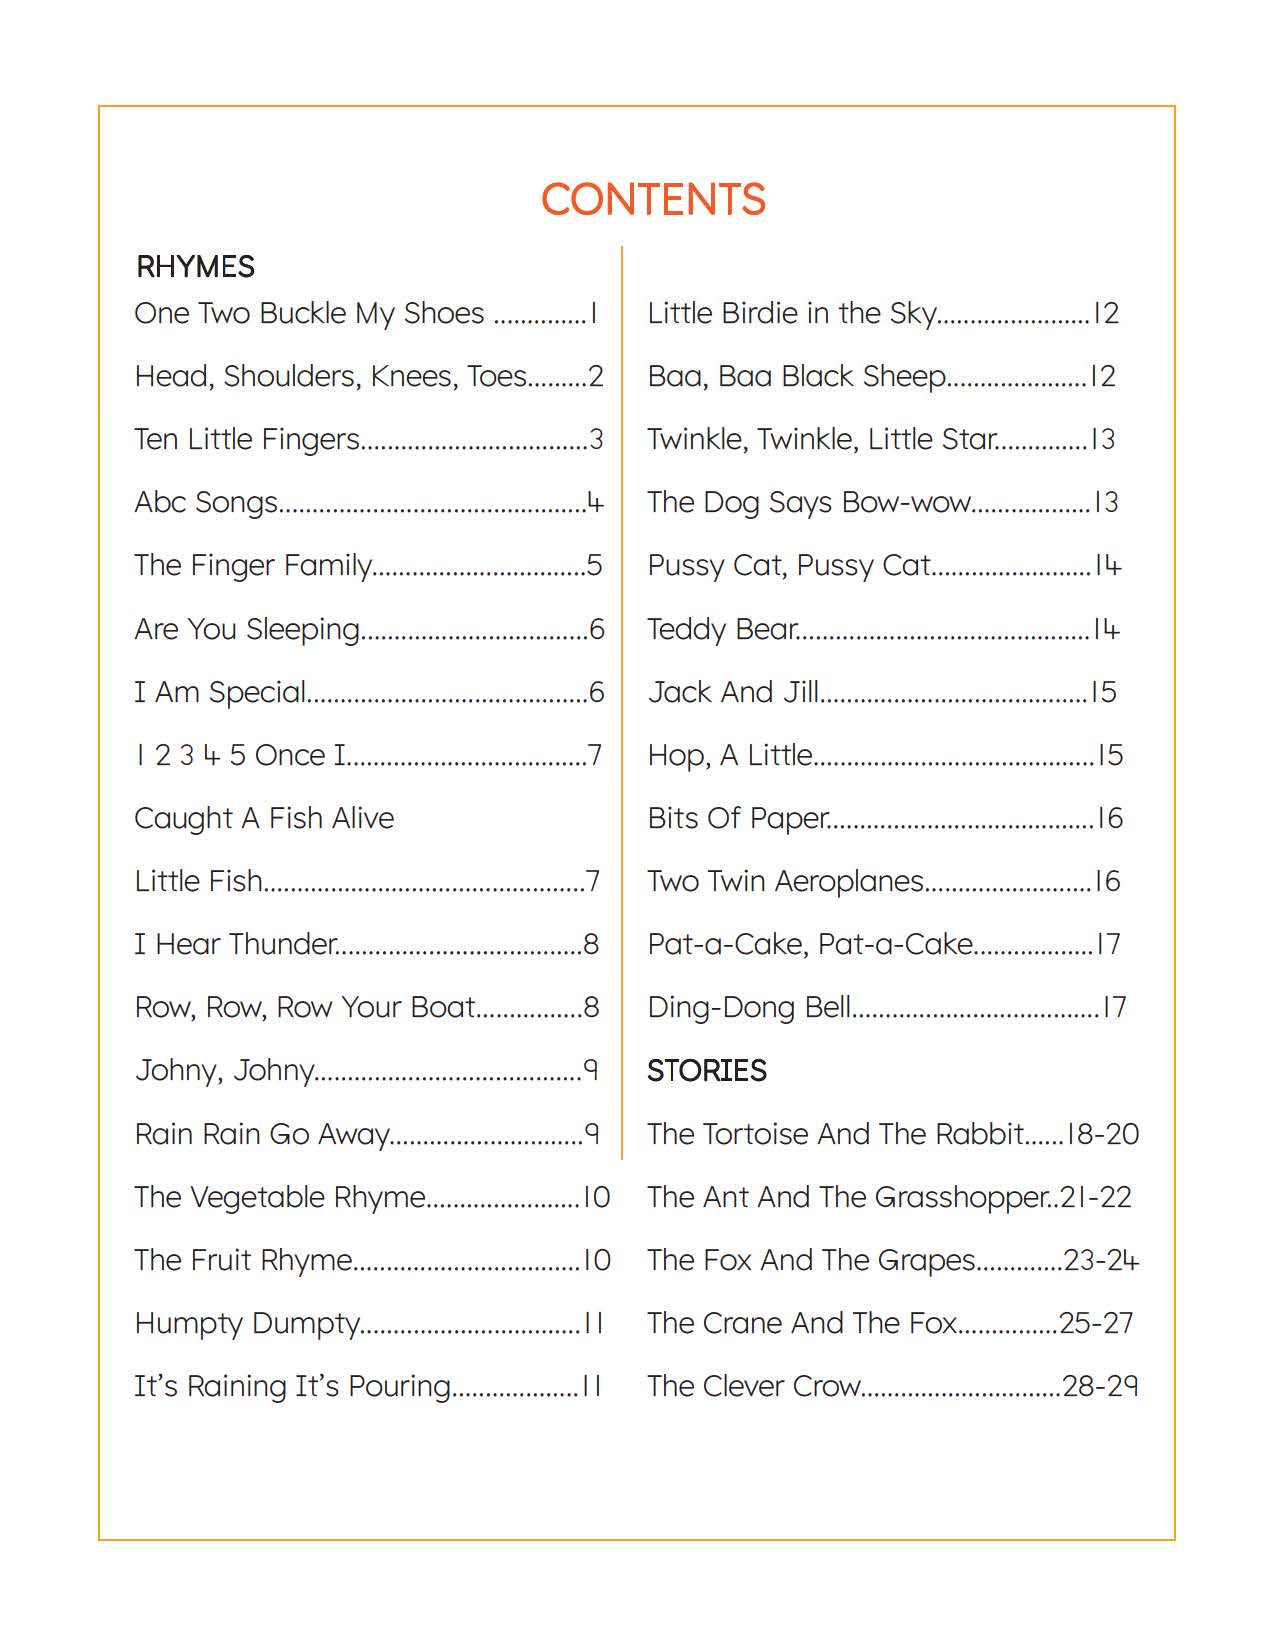 CONTENTS
RHYMES
One Two Buckle My Shoes ..............1
Head, Shoulders, Knees, Toes.........2
Ten Little Fingers..................................3
Abc Songs..............................................4
The Finger Family................................5
Are You Sleeping..................................6
I Am Special..........................................6
1 2 3 4 5 Once I....................................7
Caught A Fish Alive
Little Fish................................................7
I Hear Thunder.....................................8
Row, Row, Row Your Boat................8
Johny, Johny........................................9
Rain Rain Go Away.............................9
The Vegetable Rhyme.......................10
The Fruit Rhyme..................................10
Humpty Dumpty.................................11
It’s Raining It’s Pouring...................11
Little Birdie in the Sky.......................12
Baa, Baa Black Sheep.....................12
Twinkle, Twinkle, Little Star..............13
The Dog Says Bow-wow..................13
Pussy Cat, Pussy Cat........................14
Teddy Bear............................................14
Jack And Jill........................................15
Hop, A Little..........................................15
Bits Of Paper........................................16
Two Twin Aeroplanes.........................16
Pat-a-Cake, Pat-a-Cake..................17
Ding-Dong Bell.....................................17
STORIES
The Tortoise And The Rabbit......18-20
The Ant And The Grasshopper..21-22
The Fox And The Grapes.............23-24
The Crane And The Fox...............25-27
The Clever Crow..............................28-29